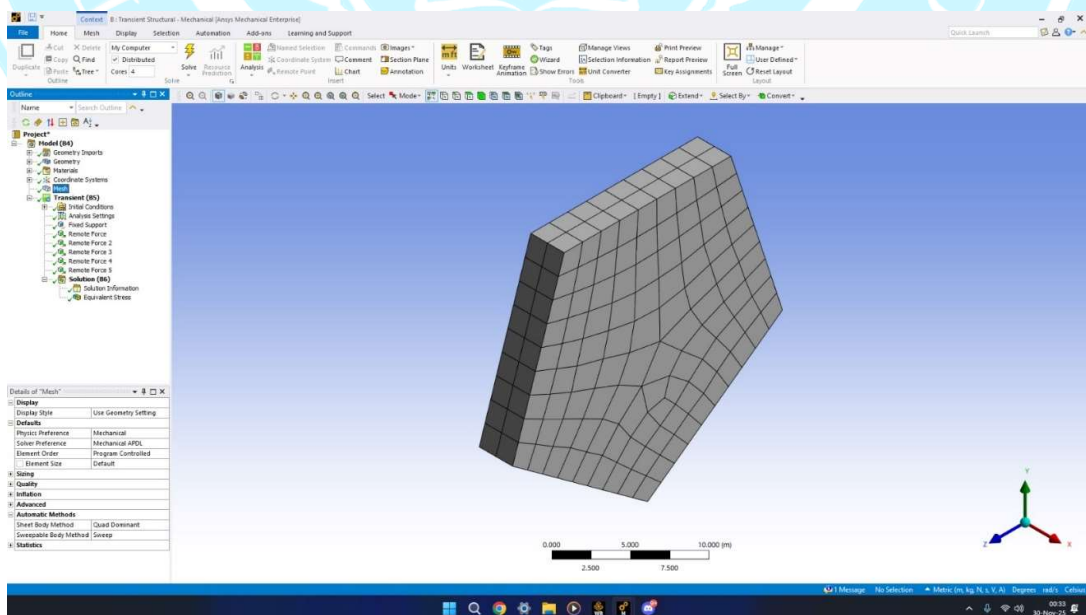 Context B : Transient Structural - Mechanical [Ansys Mechanical Enterprise]
File Home Mesh Display Selection Automation Add-ons Learning and Support Quick Launch
Duplicate Cut Delete My Computer Solve Resource Prediction Analysis Named Selection Commands Images Units Worksheet Keyframe Animation Tags Manage Views Print Preview Full Screen Manage
Copy Find Distributed Coordinate System Comment Section Plane Wizard Selection Information Report Preview User Defined
Paste Tree Cores 4 Remote Point Chart Annotation Show Errors Unit Converter Key Assignments Reset Layout
Outline Solve Insert Tools Layout
Outline
Name Search Outline
Select Mode Clipboard [Empty] Extend Select By Convert
Project*
Model (B4)
Geometry Imports
Geometry
Materials
Coordinate Systems
Mesh
Transient (B5)
Initial Conditions
Analysis Settings
Fixed Support
Remote Force
Remote Force 2
Remote Force 3
Remote Force 4
Remote Force 5
Solution (B6)
Solution Information
Equivalent Stress
Details of "Mesh"
Display
Display Style Use Geometry Setting
Defaults
Physics Preference Mechanical
Solver Preference Mechanical APDL
Element Order Program Controlled
Element Size Default
Sizing
Quality
Inflation
Advanced
Automatic Methods
Sheet Body Method Quad Dominant
Sweepable Body Method Sweep
Statistics
0.000 5.000 10.000 (m)
2.500 7.500
Y
Z X
1 Message No Selection Metric (m, kg, N, s, V, A) Degrees rad/s Celsius
00:33
30-Nov-25